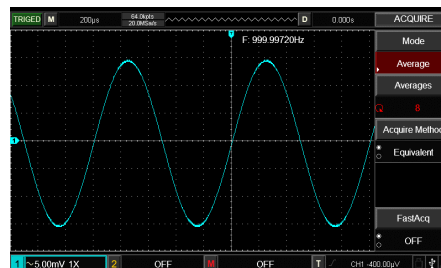 TRIGED M 200μs 64.0kpts D 0.000s ACQUIRE
20.0MSa/s
F: 999.99720Hz
Mode
Average
Averages
8
Acquire Metho
Equivalent
FastAcq
OFF
1 ~5.00mV 1X 2 OFF M OFF T CH1 -400.00μV